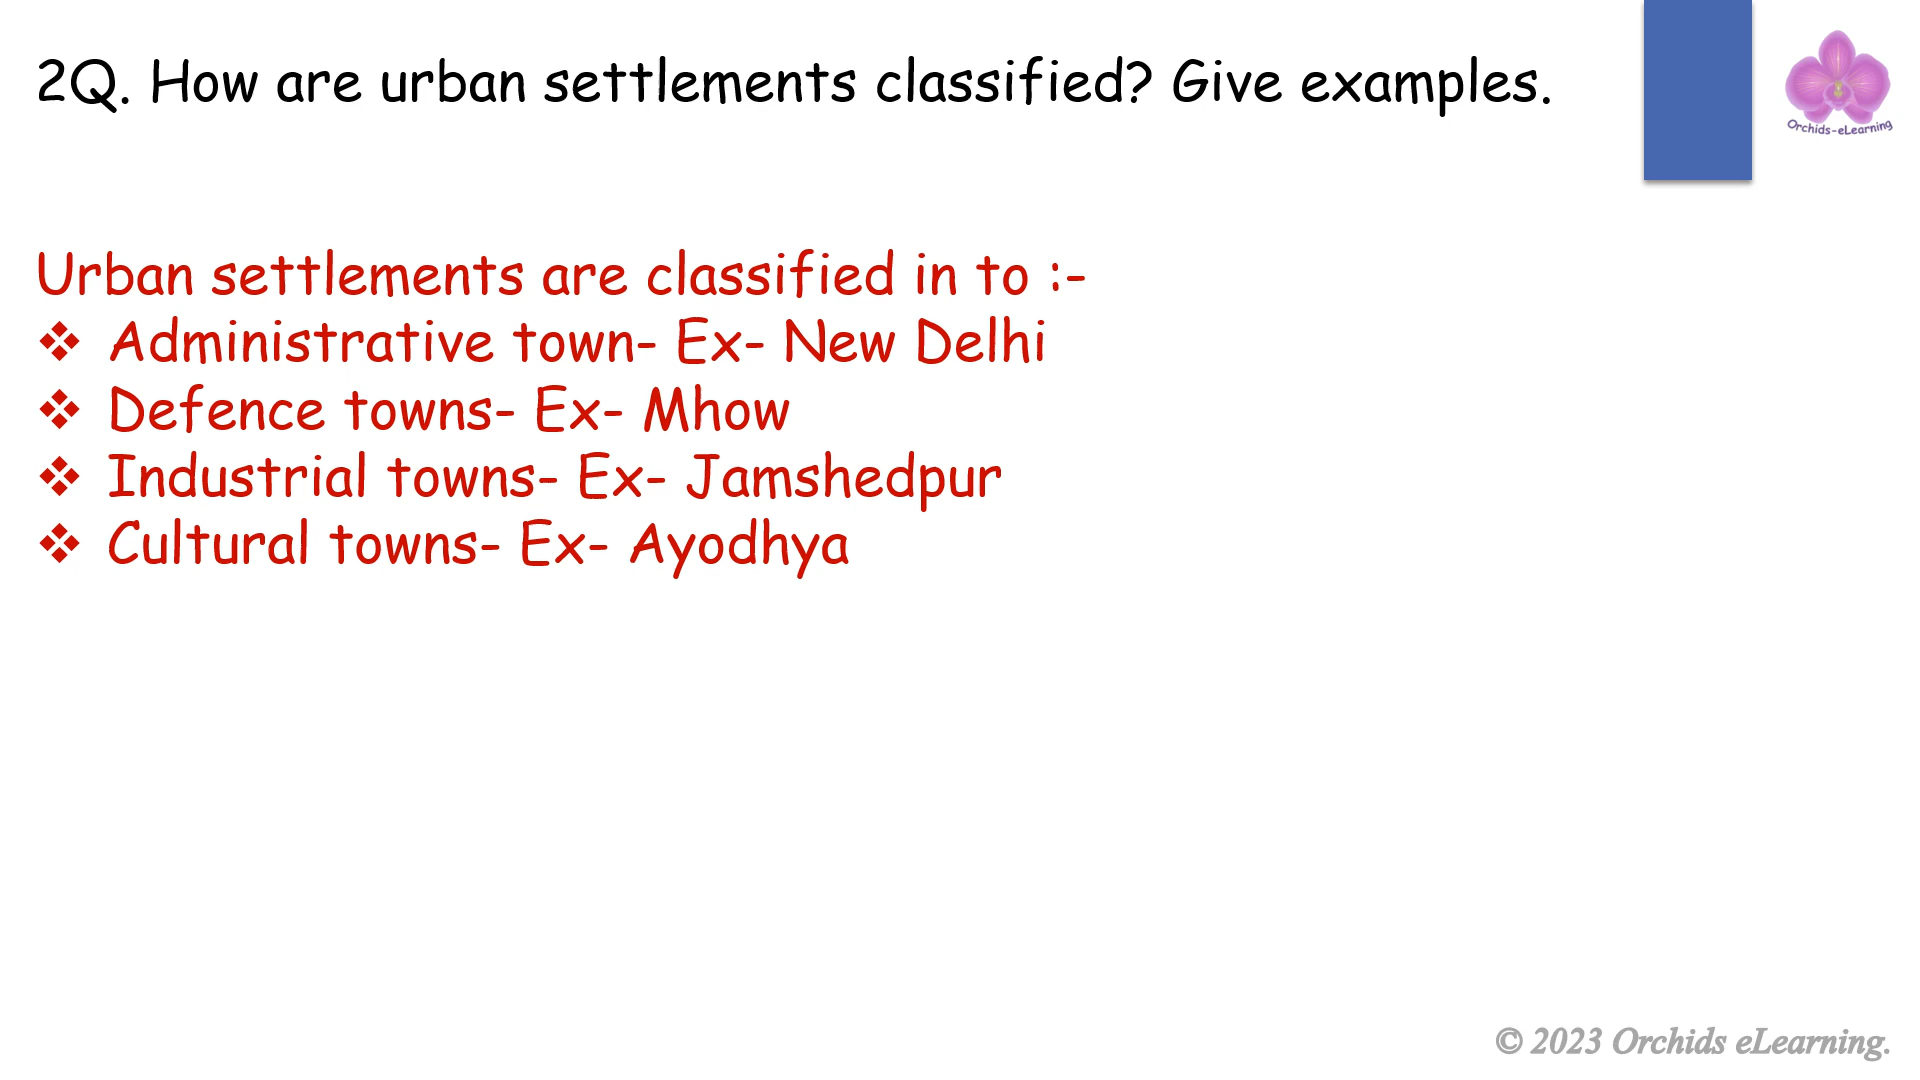 2Q. How are urban settlements classified? Give examples.
Orchids-eLearning
Urban settlements are classified in to :-
❖ Administrative town- Ex- New Delhi
❖ Defence towns- Ex- Mhow
❖ Industrial towns- Ex- Jamshedpur
❖ Cultural towns- Ex- Ayodhya
© 2023 Orchids eLearning.